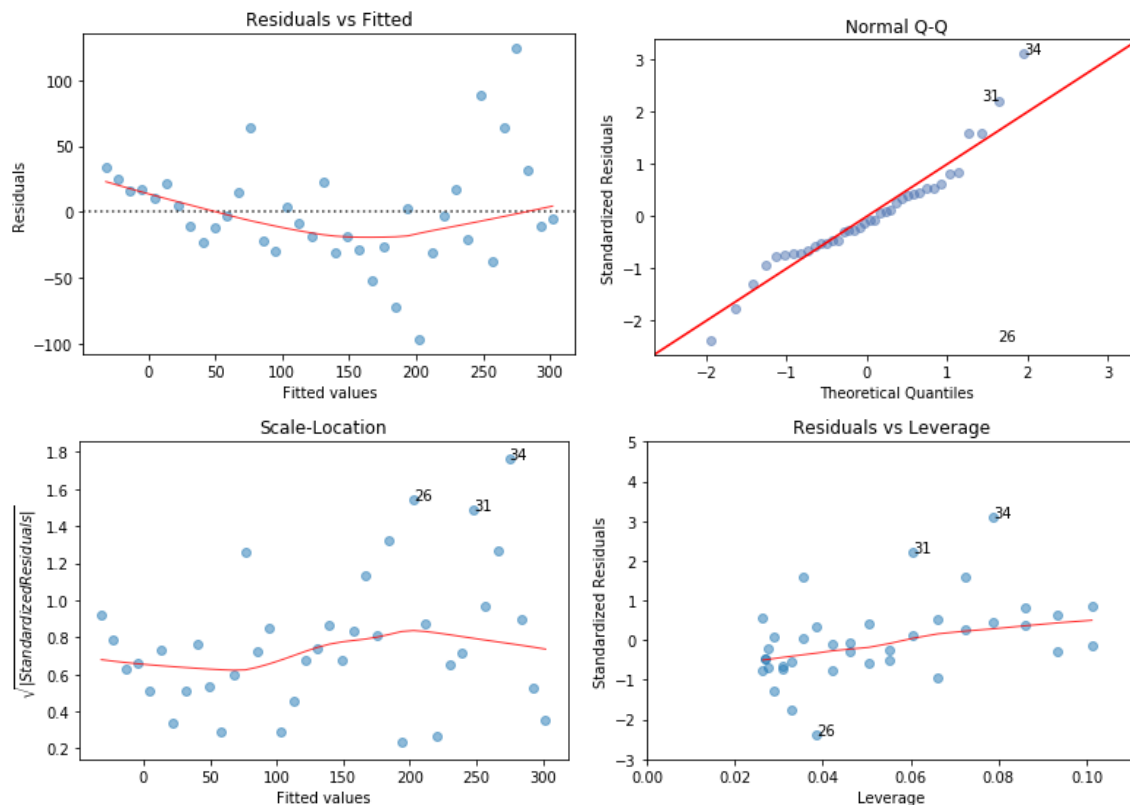 Residuals vs Fitted
Residuals
100
50
0
−50
−100
0 50 100 150 200 250 300
Fitted values
Normal Q-Q
Standardized Residuals
3
2
1
0
−1
−2
34
31
26
−2 −1 0 1 2 3
Theoretical Quantiles
Scale-Location
√|StandardizedResiduals|
1.8
1.6
1.4
1.2
1.0
0.8
0.6
0.4
0.2
34
26
31
0 50 100 150 200 250 300
Fitted values
Residuals vs Leverage
Standardized Residuals
5
4
3
2
1
0
−1
−2
−3
34
31
26
0.00 0.02 0.04 0.06 0.08 0.10
Leverage